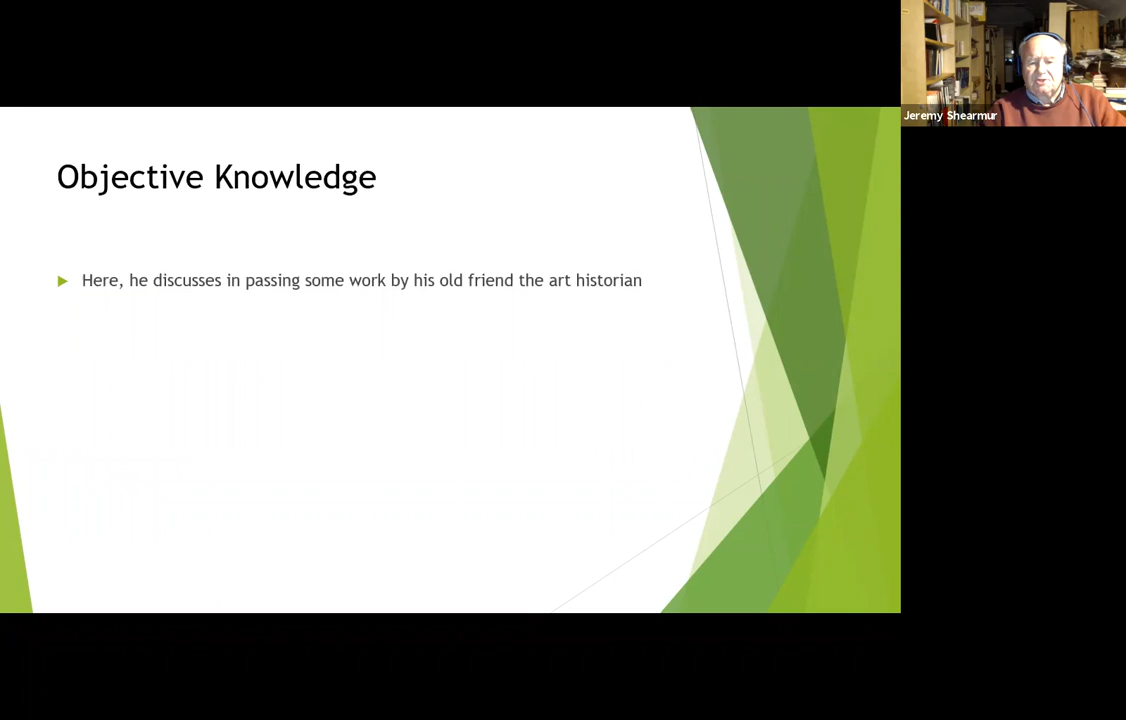 Jeremy Shearmur
Objective Knowledge
Here, he discusses in passing some work by his old friend the art historian